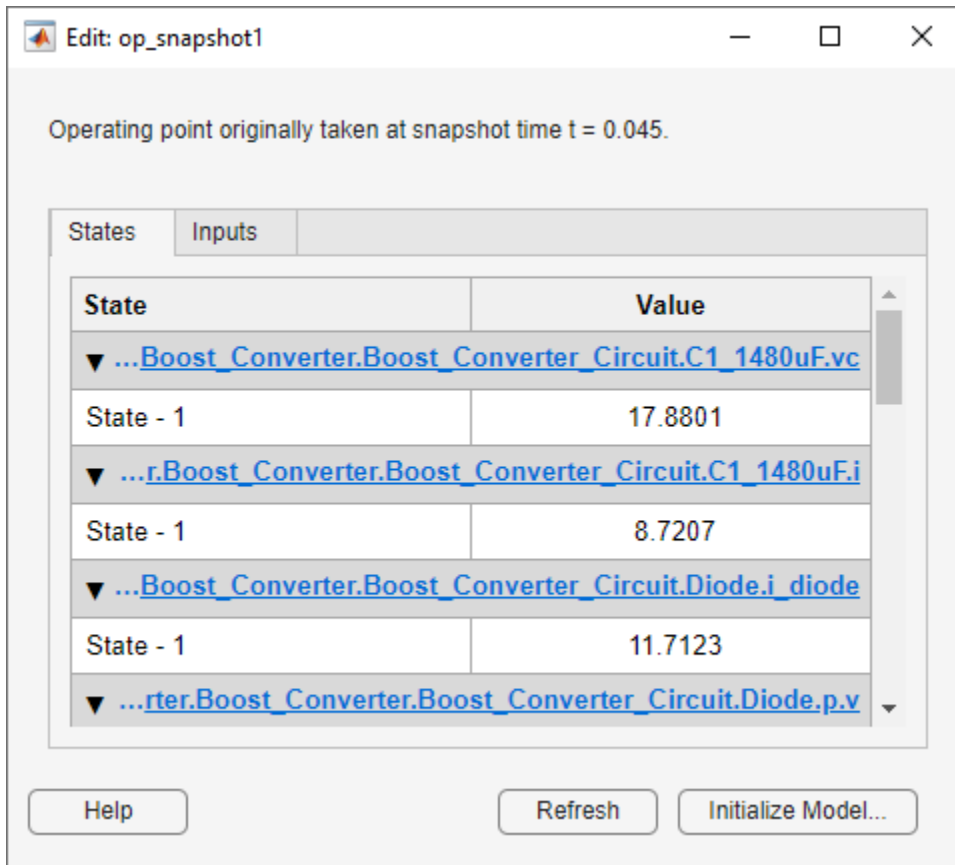 Edit: op_snapshot1
Operating point originally taken at snapshot time t = 0.045.
States Inputs
State Value
▼ ...Boost_Converter.Boost_Converter_Circuit.C1_1480uF.vc
State - 1 17.8801
▼ ...r.Boost_Converter.Boost_Converter_Circuit.C1_1480uF.i
State - 1 8.7207
▼ ...Boost_Converter.Boost_Converter_Circuit.Diode.i_diode
State - 1 11.7123
▼ ...rter.Boost_Converter.Boost_Converter_Circuit.Diode.p.v
Help Refresh Initialize Model...